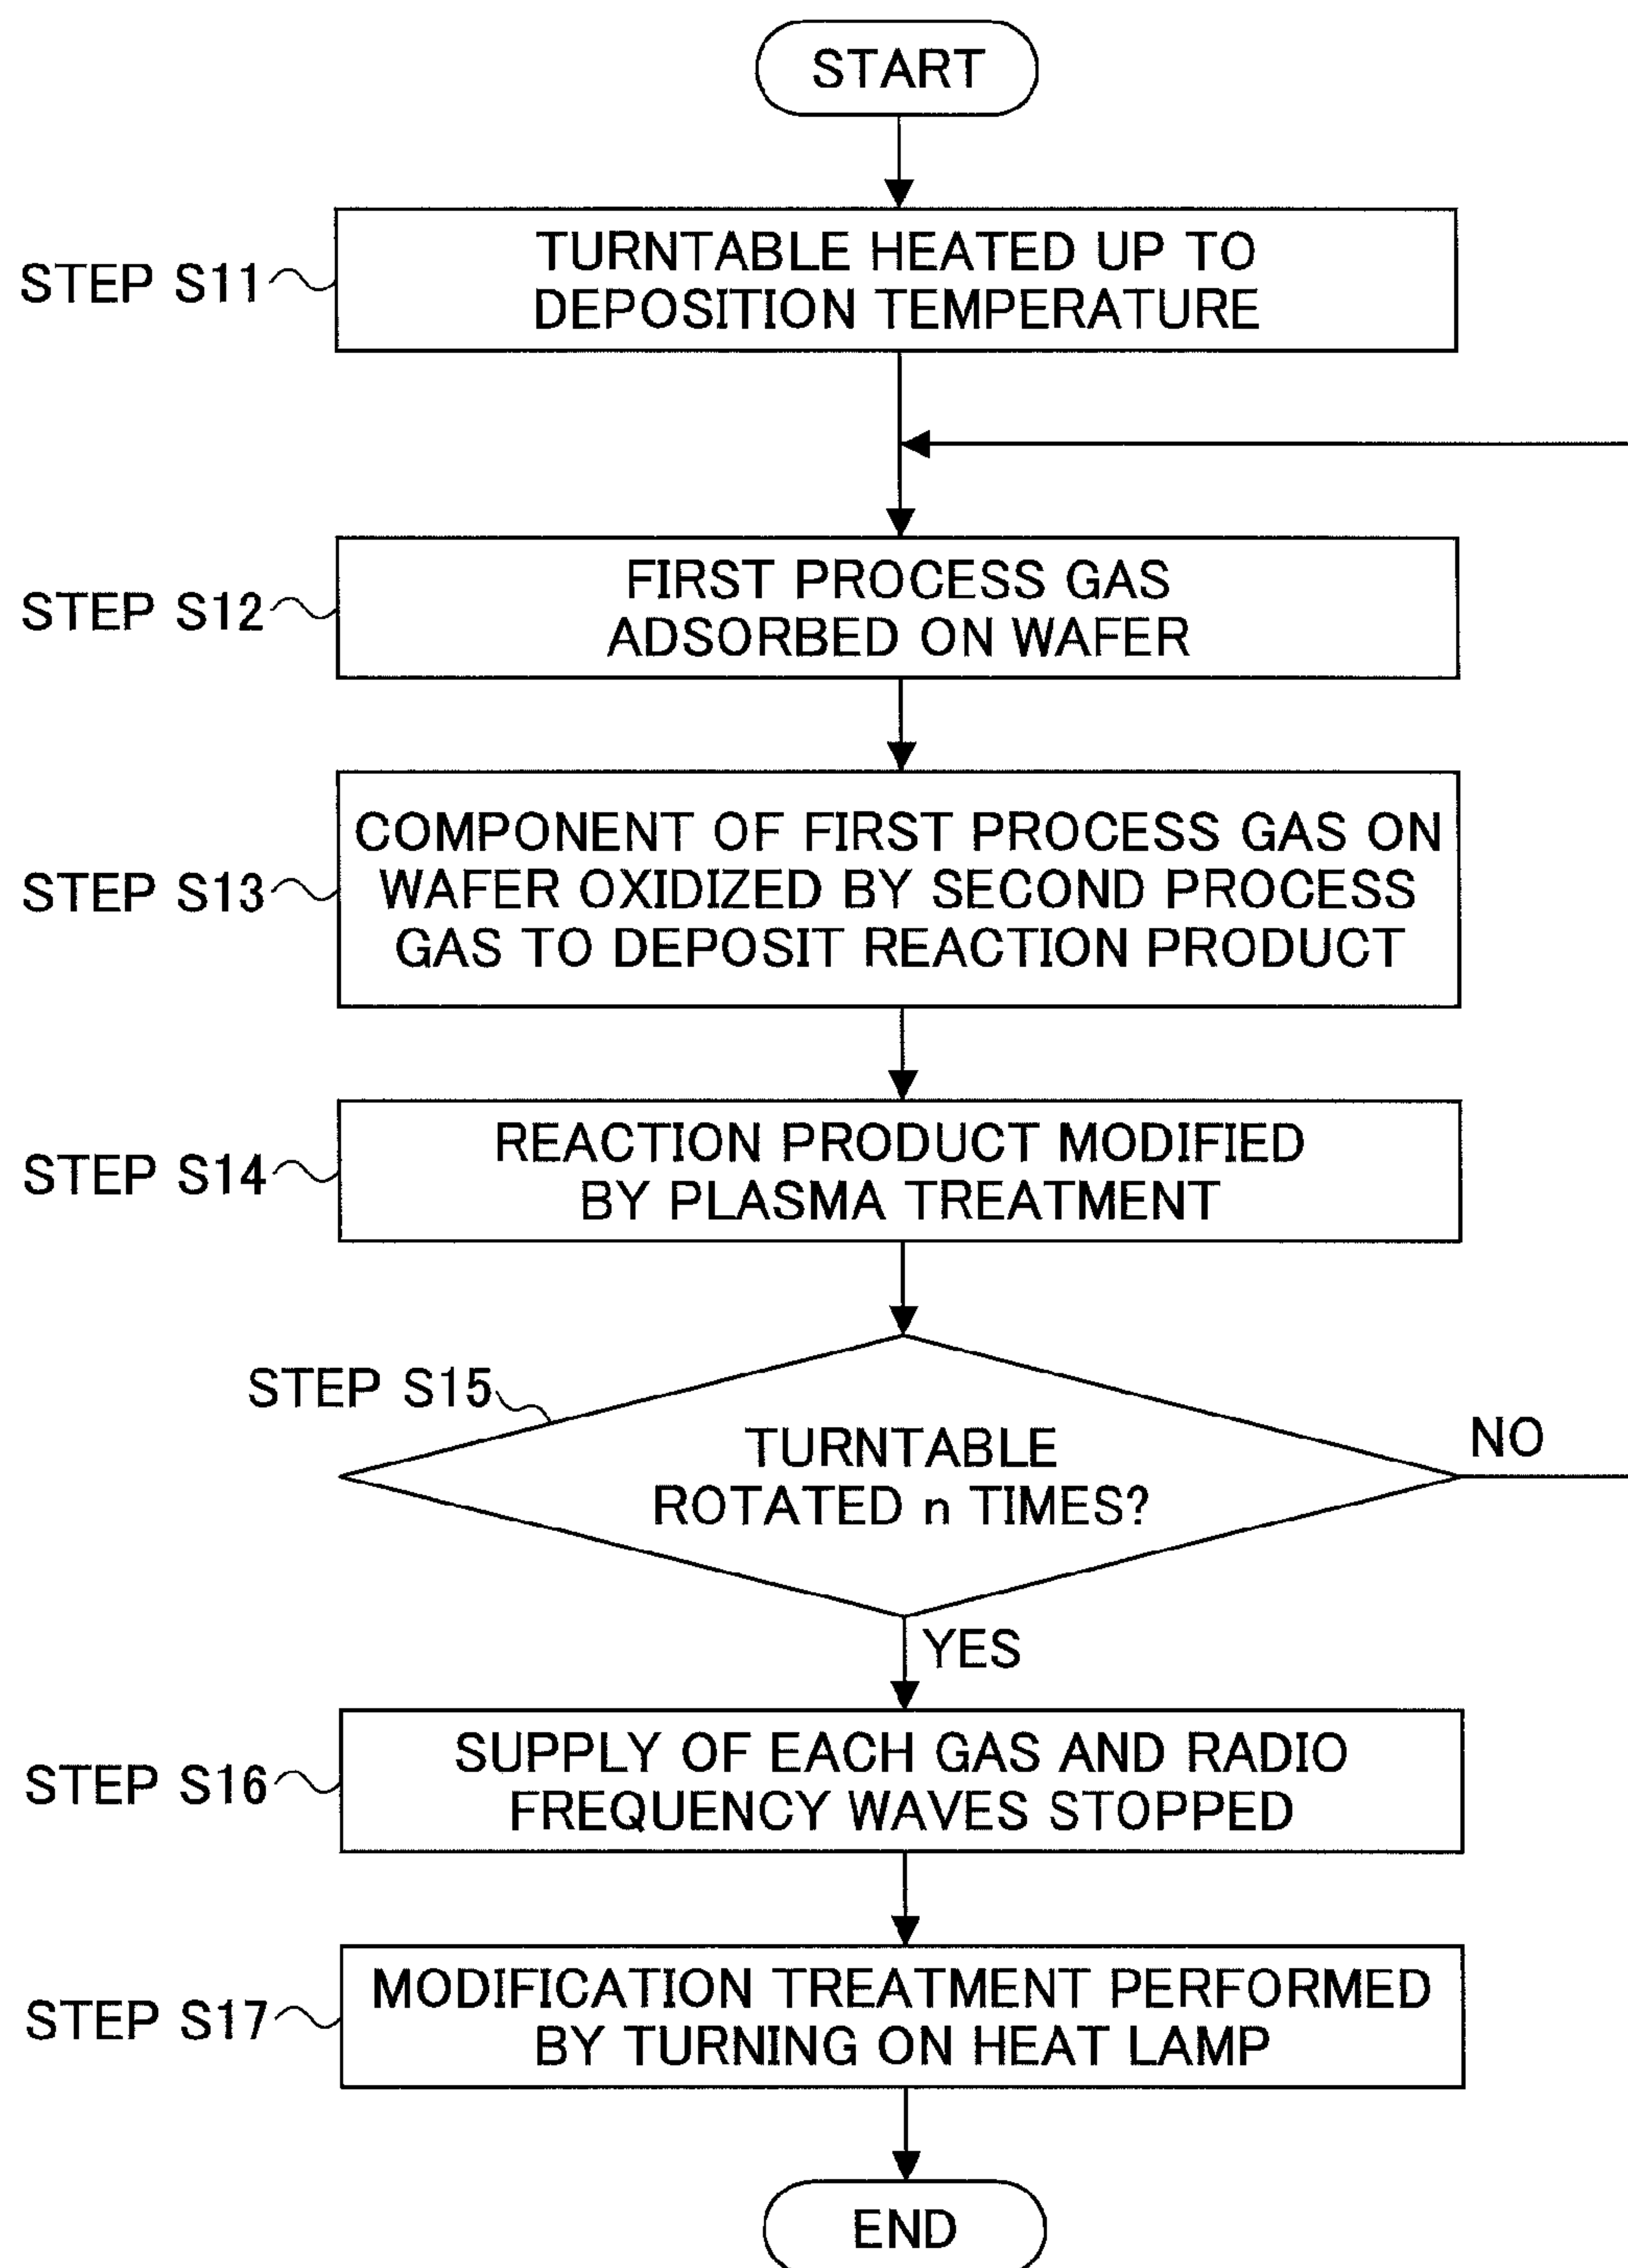 START
STEP S11
TURNTABLE HEATED UP TO
DEPOSITION TEMPERATURE
STEP S12
FIRST PROCESS GAS
ADSORBED ON WAFER
STEP S13
COMPONENT OF FIRST PROCESS GAS ON
WAFER OXIDIZED BY SECOND PROCESS
GAS TO DEPOSIT REACTION PRODUCT
STEP S14
REACTION PRODUCT MODIFIED
BY PLASMA TREATMENT
STEP S15
TURNTABLE
ROTATED n TIMES?
NO
YES
STEP S16
SUPPLY OF EACH GAS AND RADIO
FREQUENCY WAVES STOPPED
STEP S17
MODIFICATION TREATMENT PERFORMED
BY TURNING ON HEAT LAMP
END